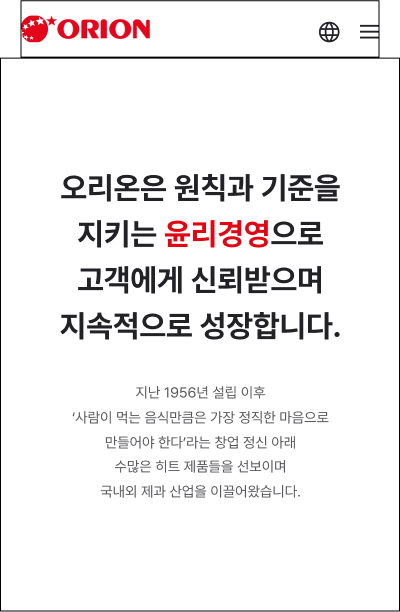 ORION
오리온은 원칙과 기준을
지키는 윤리경영으로
고객에게 신뢰받으며
지속적으로 성장합니다.
지난 1956년 설립 이후
‘사람이 먹는 음식만큼은 가장 정직한 마음으로
만들어야 한다’라는 창업 정신 아래
수많은 히트 제품들을 선보이며
국내외 제과 산업을 이끌어왔습니다.